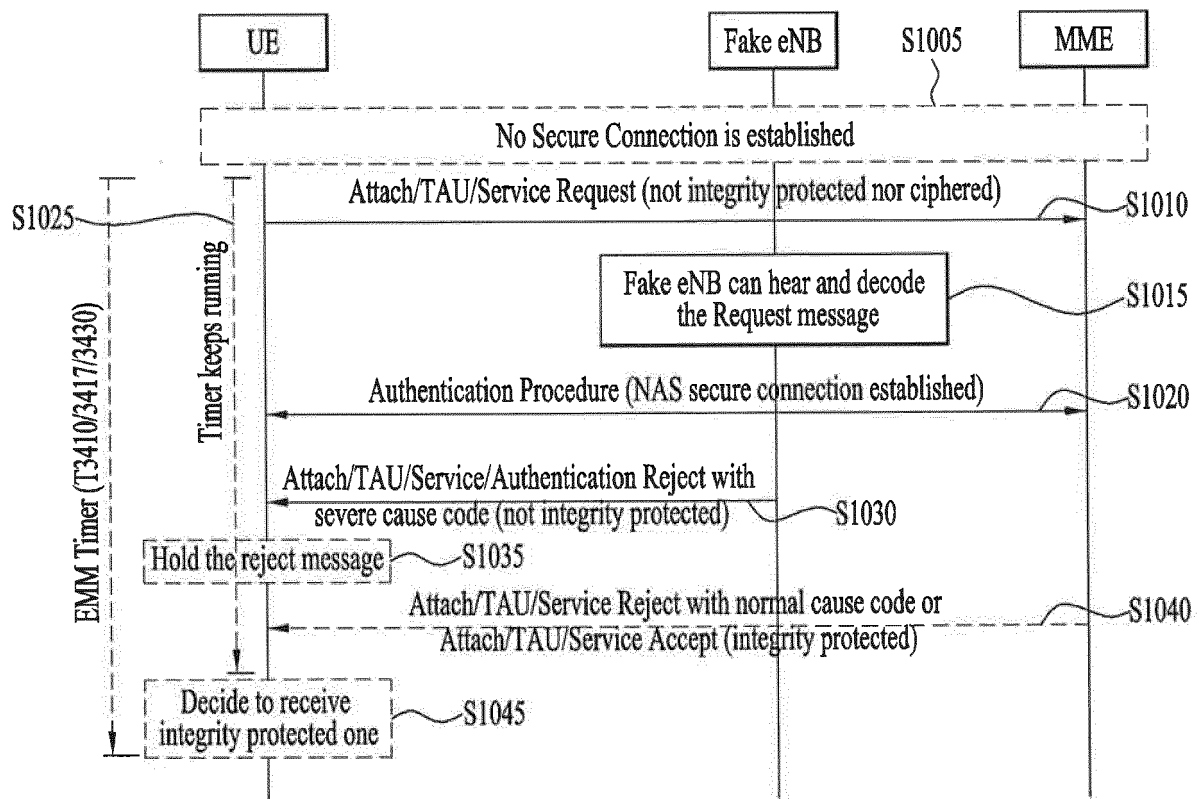 UE
Fake eNB
S1005
MME
No Secure Connection is established
Attach/TAU/Service Request (not integrity protected nor ciphered)
S1025
S1010
Fake eNB can hear and decode
the Request message
S1015
Timer keeps running
EMM Timer (T3410/3417/3430)
Authentication Procedure (NAS secure connection established)
S1020
Attach/TAU/Service/Authentication Reject with
severe cause code (not integrity protected)
S1030
Hold the reject message
S1035
Attach/TAU/Service Reject with normal cause code or
Attach/TAU/Service Accept (integrity protected)
S1040
Decide to receive
integrity protected one
S1045